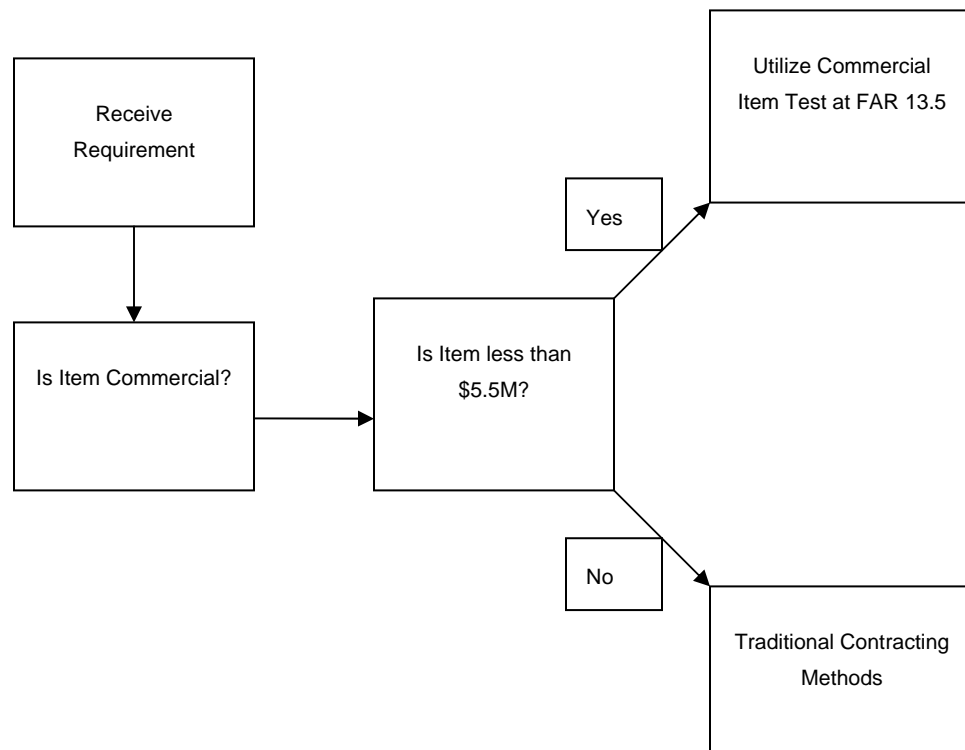 Receive
Requirement
Is Item Commercial?
Is Item less than
$5.5M?
Yes
Utilize Commercial
Item Test at FAR 13.5
No
Traditional Contracting
Methods